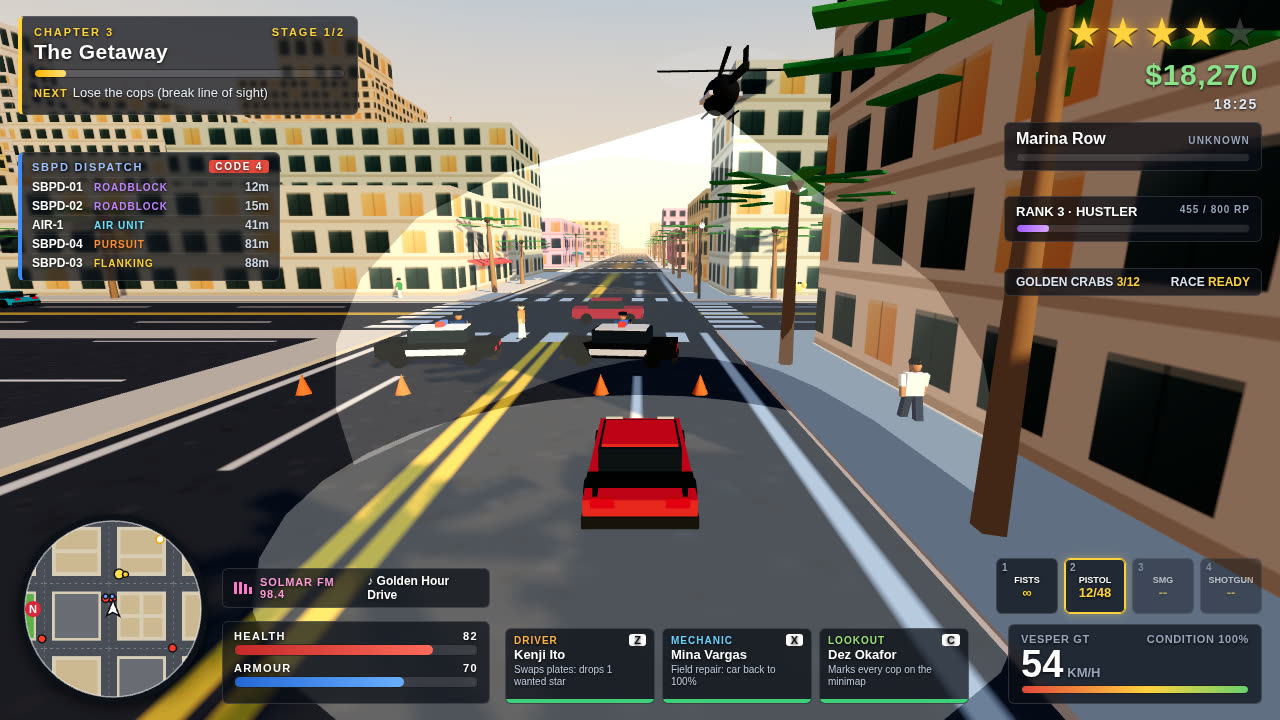 CHAPTER 3 STAGE 1/2
The Getaway
NEXT Lose the cops (break line of sight)
SBPD DISPATCH CODE 4
SBPD-01 ROADBLOCK 12m
SBPD-02 ROADBLOCK 15m
AIR-1 AIR UNIT 41m
SBPD-04 PURSUIT 81m
SBPD-03 FLANKING 88m
$18,270
18:25
Marina Row UNKNOWN
RANK 3 · HUSTLER 455 / 800 RP
GOLDEN CRABS 3/12 RACE READY
N
SOLMAR FM
98.4
♪ Golden Hour
Drive
HEALTH 82
ARMOUR 70
DRIVER Z
Kenji Ito
Swaps plates: drops 1
wanted star
MECHANIC X
Mina Vargas
Field repair: car back to
100%
LOOKOUT C
Dez Okafor
Marks every cop on the
minimap
1 FISTS ∞
2 PISTOL 12/48
3 SMG --
4 SHOTGUN --
VESPER GT CONDITION 100%
54 KM/H